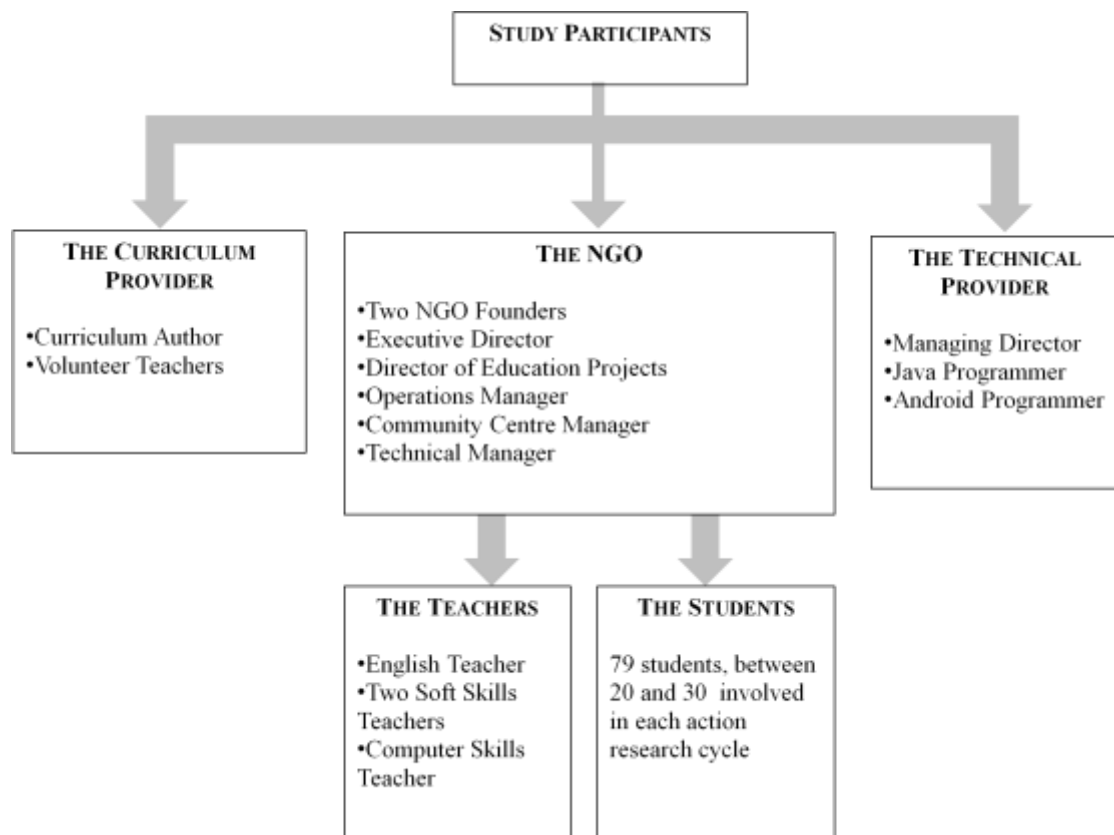 STUDY PARTICIPANTS
THE CURRICULUM
PROVIDER
•Curriculum Author
•Volunteer Teachers
THE NGO
•Two NGO Founders
•Executive Director
•Director of Education Projects
•Operations Manager
•Community Centre Manager
•Technical Manager
THE TECHNICAL
PROVIDER
•Managing Director
•Java Programmer
•Android Programmer
THE TEACHERS
•English Teacher
•Two Soft Skills
Teachers
•Computer Skills
Teacher
THE STUDENTS
79 students, between
20 and 30 involved
in each action
research cycle